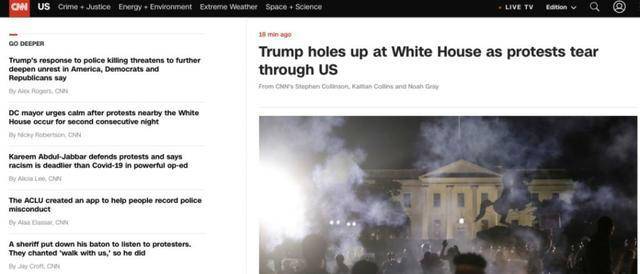 CNN US Crime + Justice Energy + Environment Extreme Weather Space + Science LIVE TV Edition
GO DEEPER
Trump's response to police killing threatens to further
deepen unrest in America, Democrats and
Republicans say
By Alex Rogers, CNN
DC mayor urges calm after protests nearby the White
House occur for second consecutive night
By Nicky Robertson, CNN
Kareem Abdul-Jabbar defends protests and says
racism is deadlier than Covid-19 in powerful op-ed
By Alicia Lee, CNN
The ACLU created an app to help people record police
misconduct
By Alaa Elassar, CNN
A sheriff put down his baton to listen to protesters.
They chanted 'walk with us,' so he did
By Jay Croft, CNN
18 min ago
Trump holes up at White House as protests tear
through US
From CNN's Stephen Collinson, Kaitlan Collins and Noah Gray